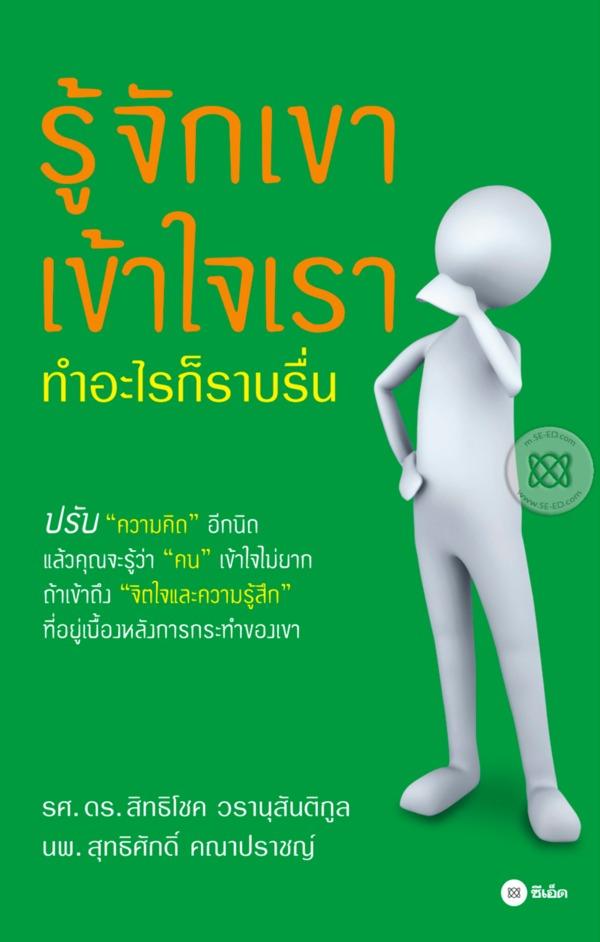 รู้จักเขา
เข้าใจเรา
ทำอะไรก็ราบรื่น
ปรับ “ความคิด” อีกนิด
แล้วคุณจะรู้ว่า “คน” เข้าใจไม่ยาก
ถ้าเข้าถึง “จิตใจและความรู้สึก”
ที่อยู่เบื้องหลังการกระทำของเขา
รศ. ดร. สิทธิโชค วรานุสันติกูล
นพ. สุทธิศักดิ์ คณาปราชญ์
m.SE-ED.com
www.SE-ED.com
ซีเอ็ด